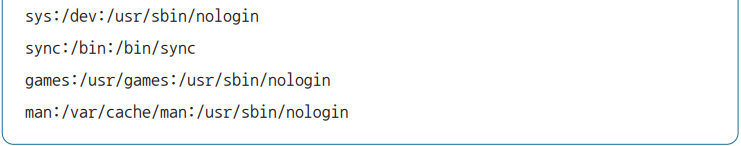 sys:/dev:/usr/sbin/nologin
sync:/bin:/bin/sync
games:/usr/games:/usr/sbin/nologin
man:/var/cache/man:/usr/sbin/nologin